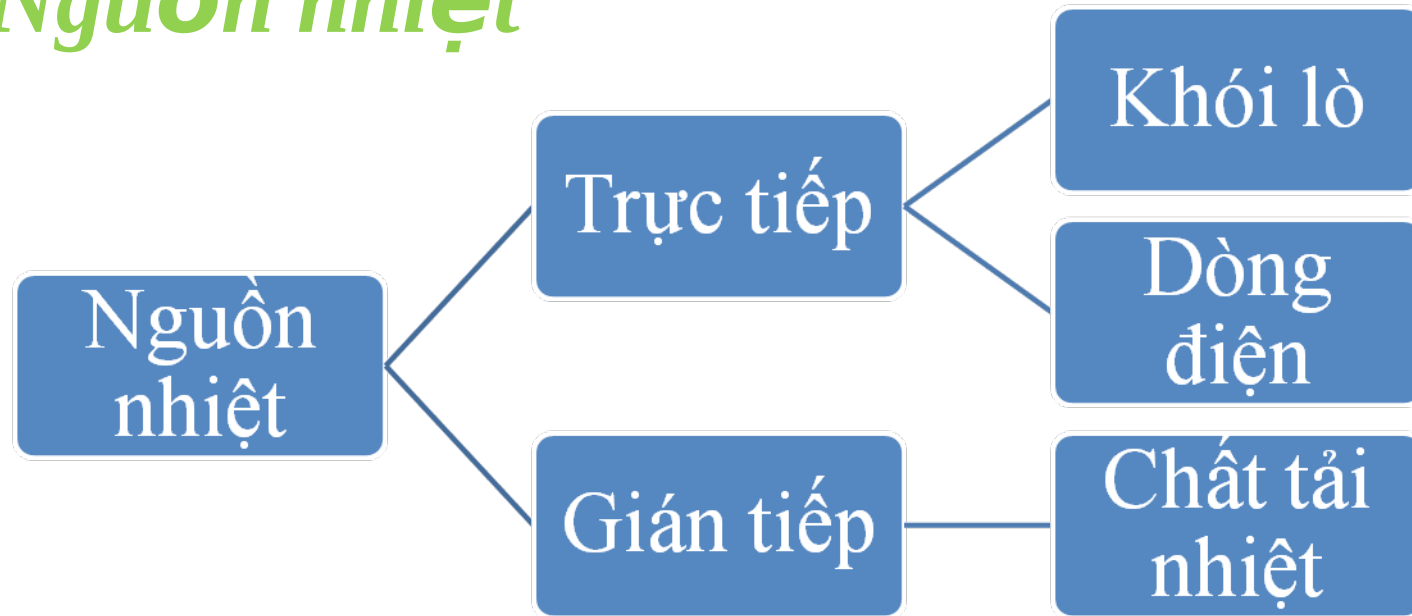 Nguồn nhiệt
Khói lò
Trực tiếp
Dòng
điện
Nguồn
nhiệt
Gián tiếp
Chất tải
nhiệt